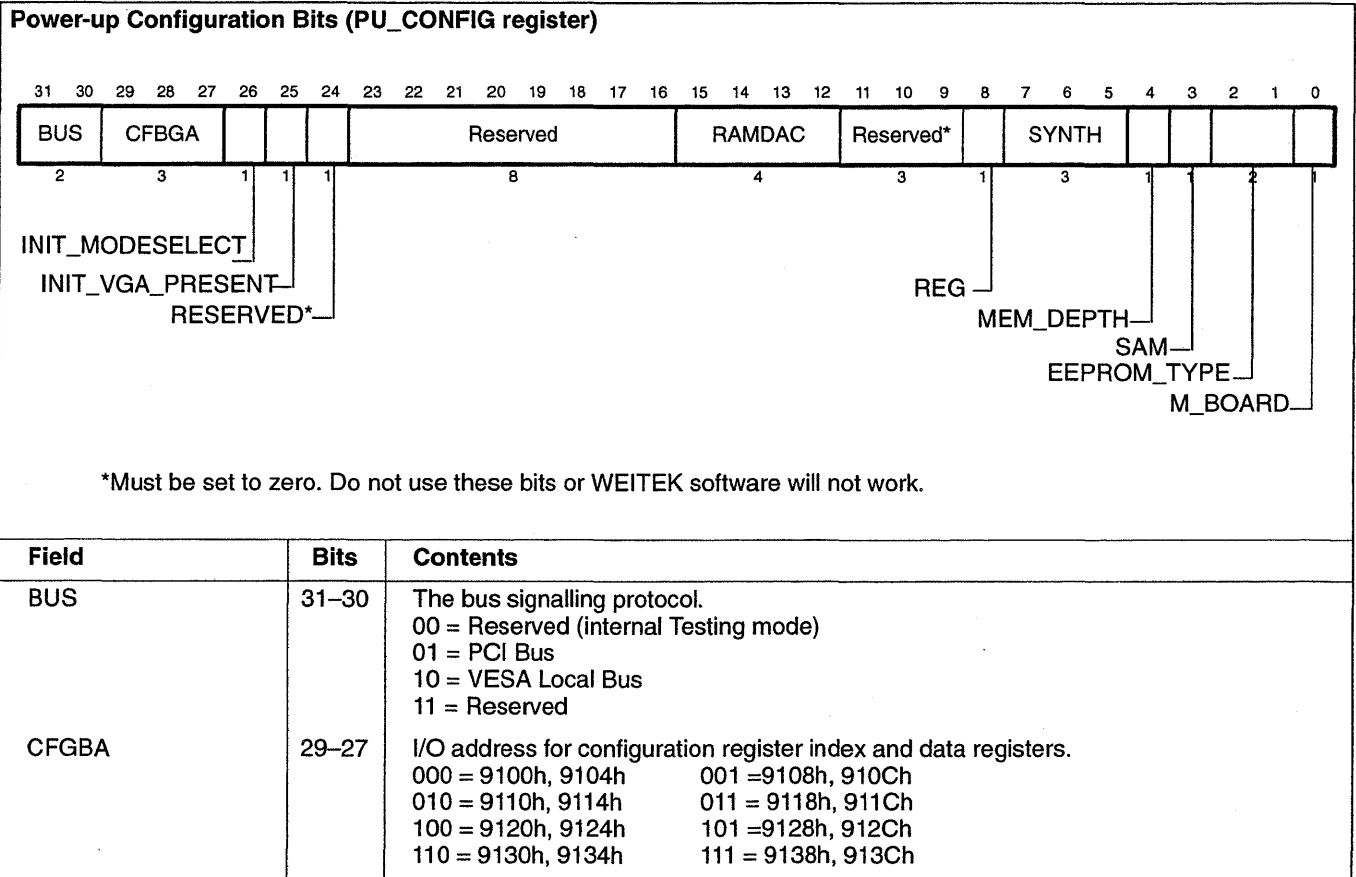 Power-up Configuration Bits (PU_CONFIG register)
31 30 29 28 27 26 25 24 23 22 21 20 19 18 17 16 15 14 13 12 11 10 9 8 7 6 5 4 3 2 1 0
BUS CFBGA Reserved RAMDAC Reserved* SYNTH
2 3 1 1 1 8 4 3 1 3 1 1 2 1
INIT_MODESELECT
INIT_VGA_PRESENT REG
RESERVED* MEM_DEPTH
SAM
EEPROM_TYPE
M_BOARD
*Must be set to zero. Do not use these bits or WEITEK software will not work.
Field Bits Contents
BUS 31–30 The bus signalling protocol.
00 = Reserved (internal Testing mode)
01 = PCI Bus
10 = VESA Local Bus
11 = Reserved
CFGBA 29–27 I/O address for configuration register index and data registers.
000 = 9100h, 9104h 001 =9108h, 910Ch
010 = 9110h, 9114h 011 = 9118h, 911Ch
100 = 9120h, 9124h 101 =9128h, 912Ch
110 = 9130h, 9134h 111 = 9138h, 913Ch